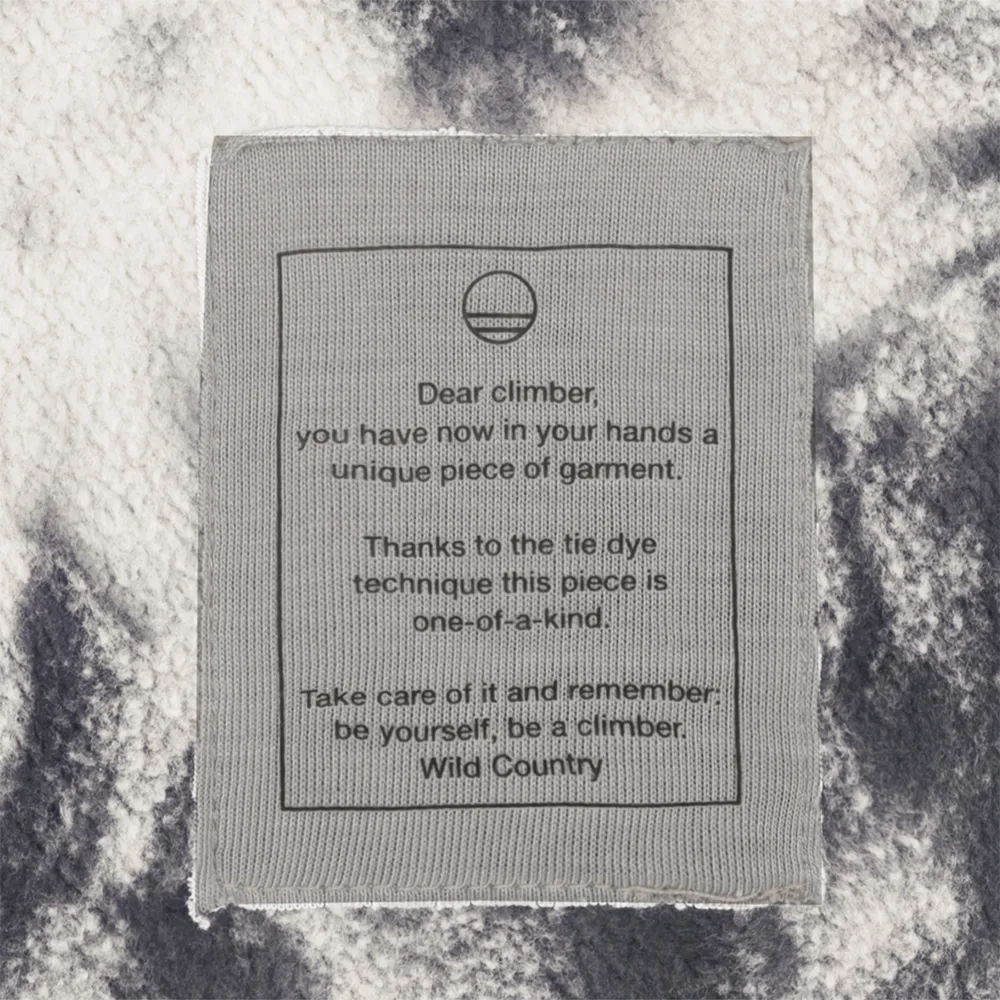 Dear climber,
you have now in your hands a
unique piece of garment.
Thanks to the tie dye
technique this piece is
one-of-a-kind.
Take care of it and remember:
be yourself, be a climber.
Wild Country